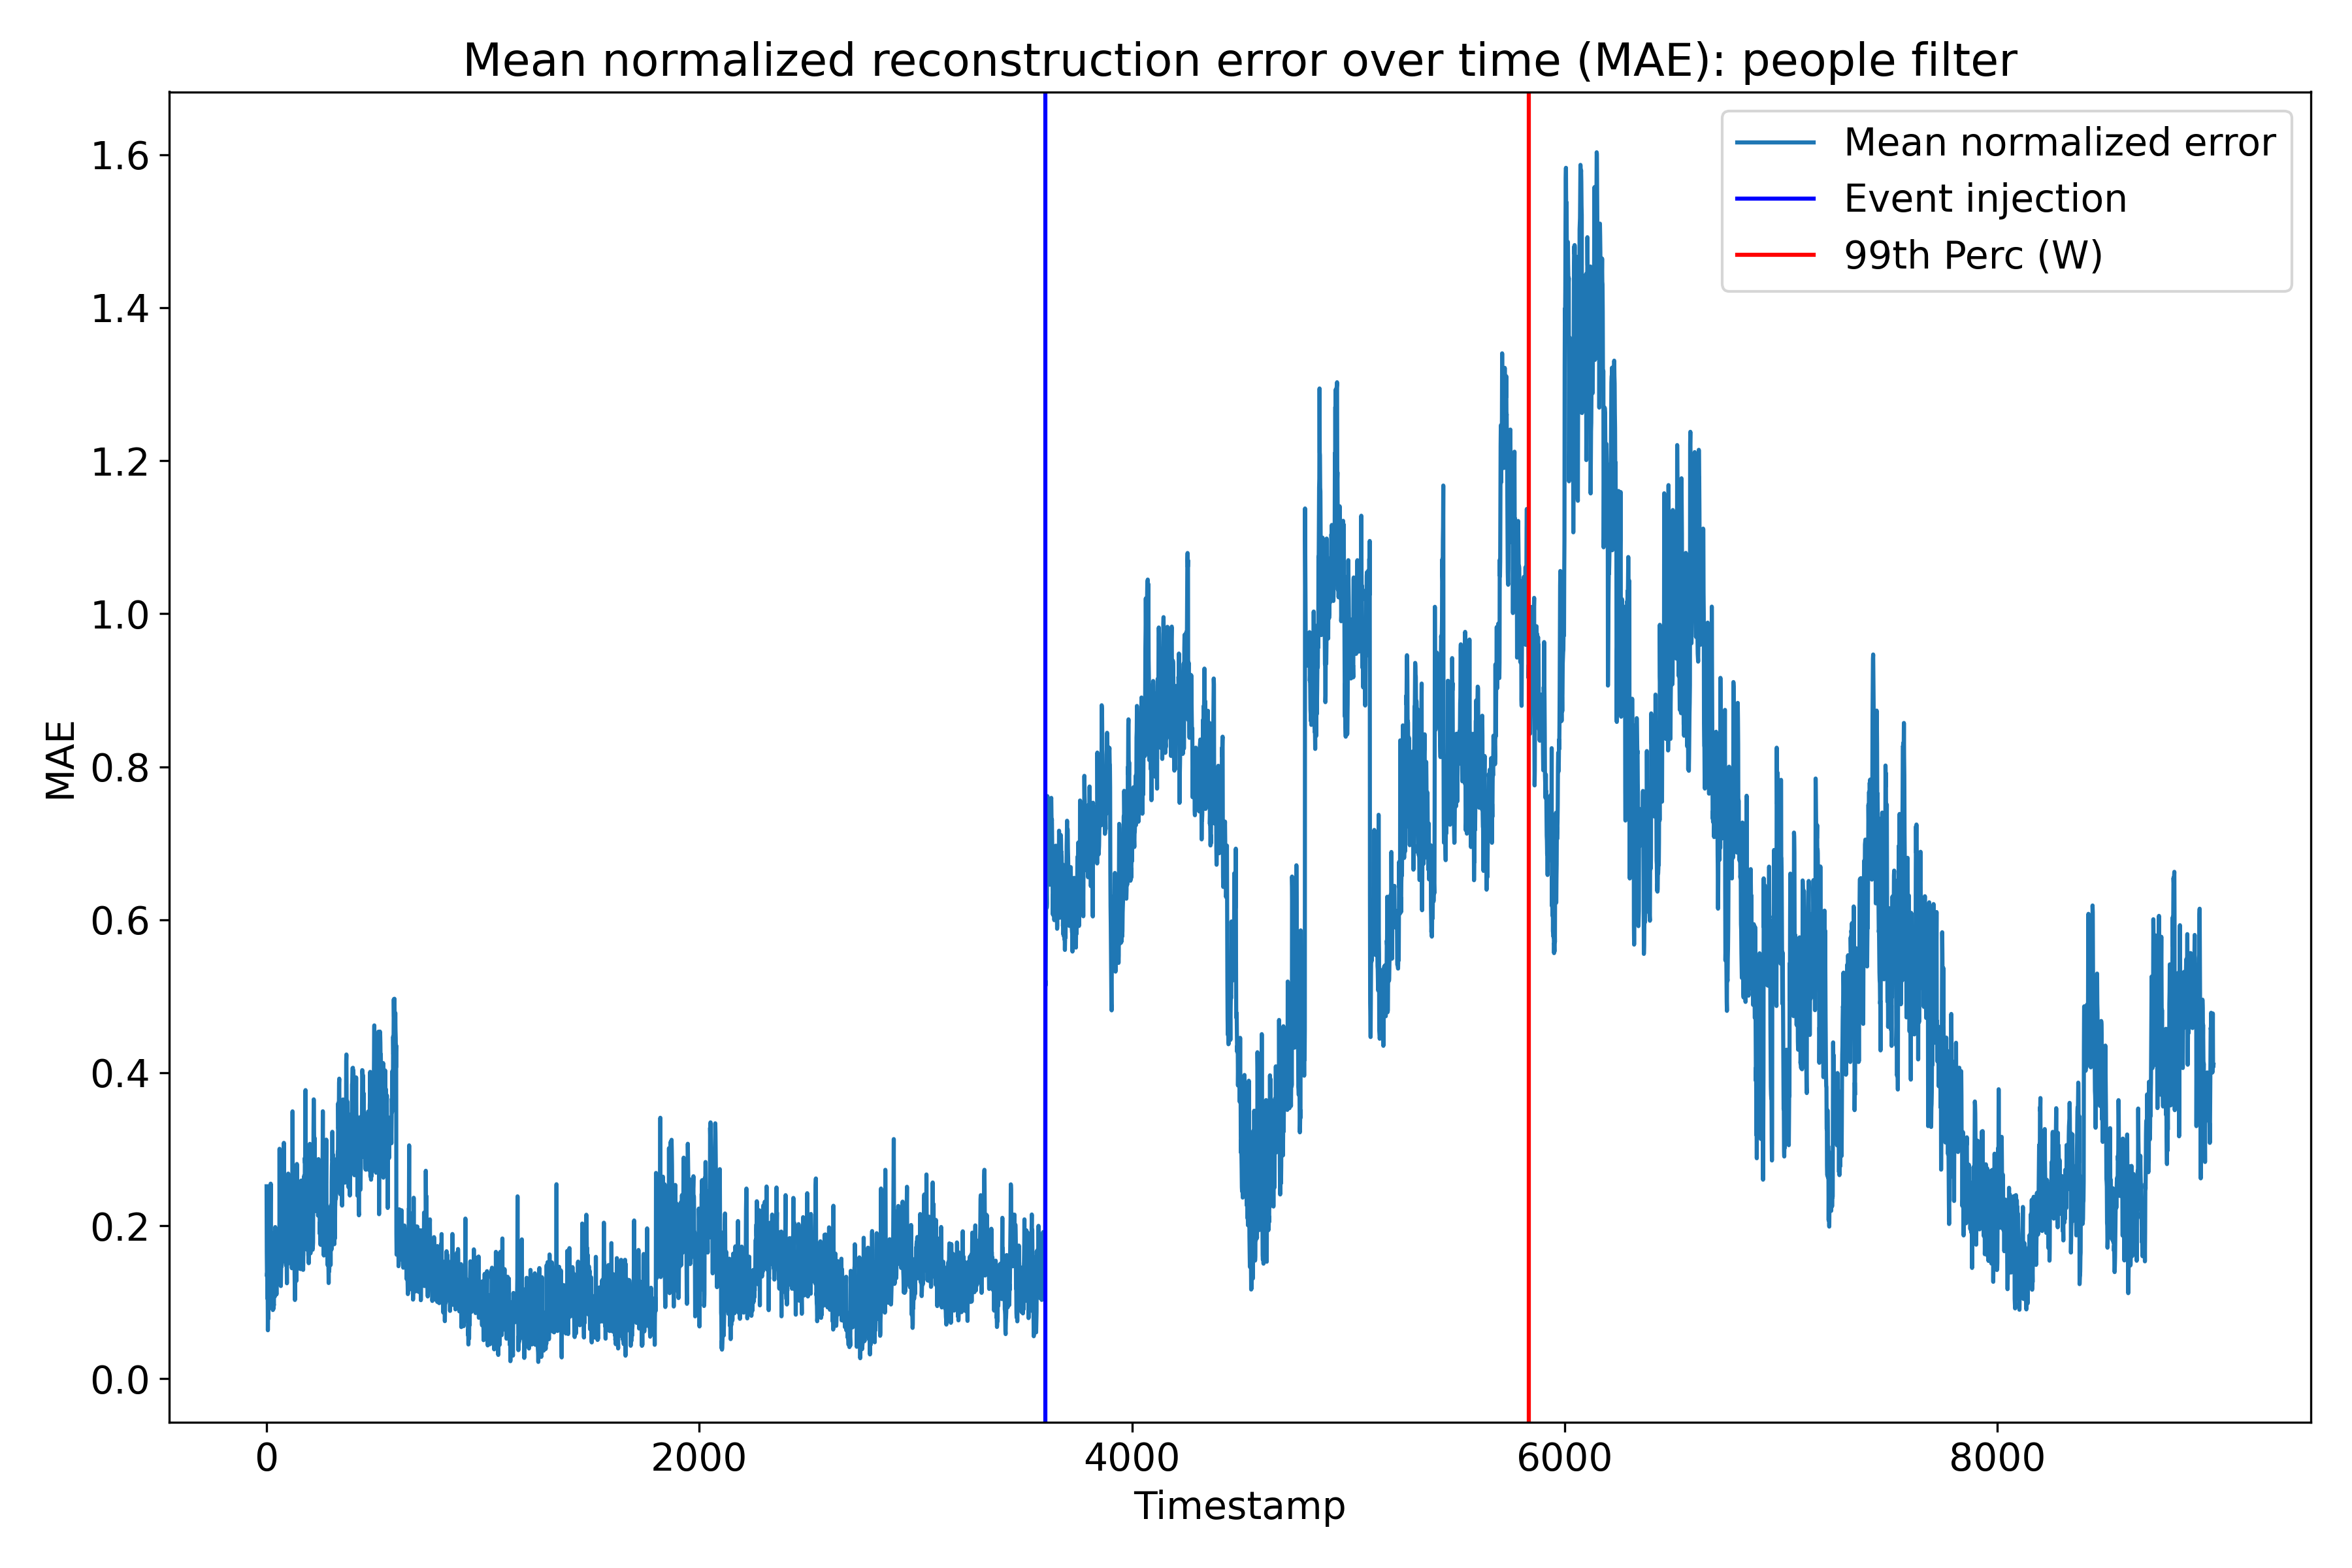 Mean normalized reconstruction error over time (MAE): people filter
Mean normalized error
Event injection
99th Perc (W)
1.6
1.4
1.2
1.0
0.8
0.6
0.4
0.2
0.0
MAE
0 2000 4000 6000 8000
Timestamp